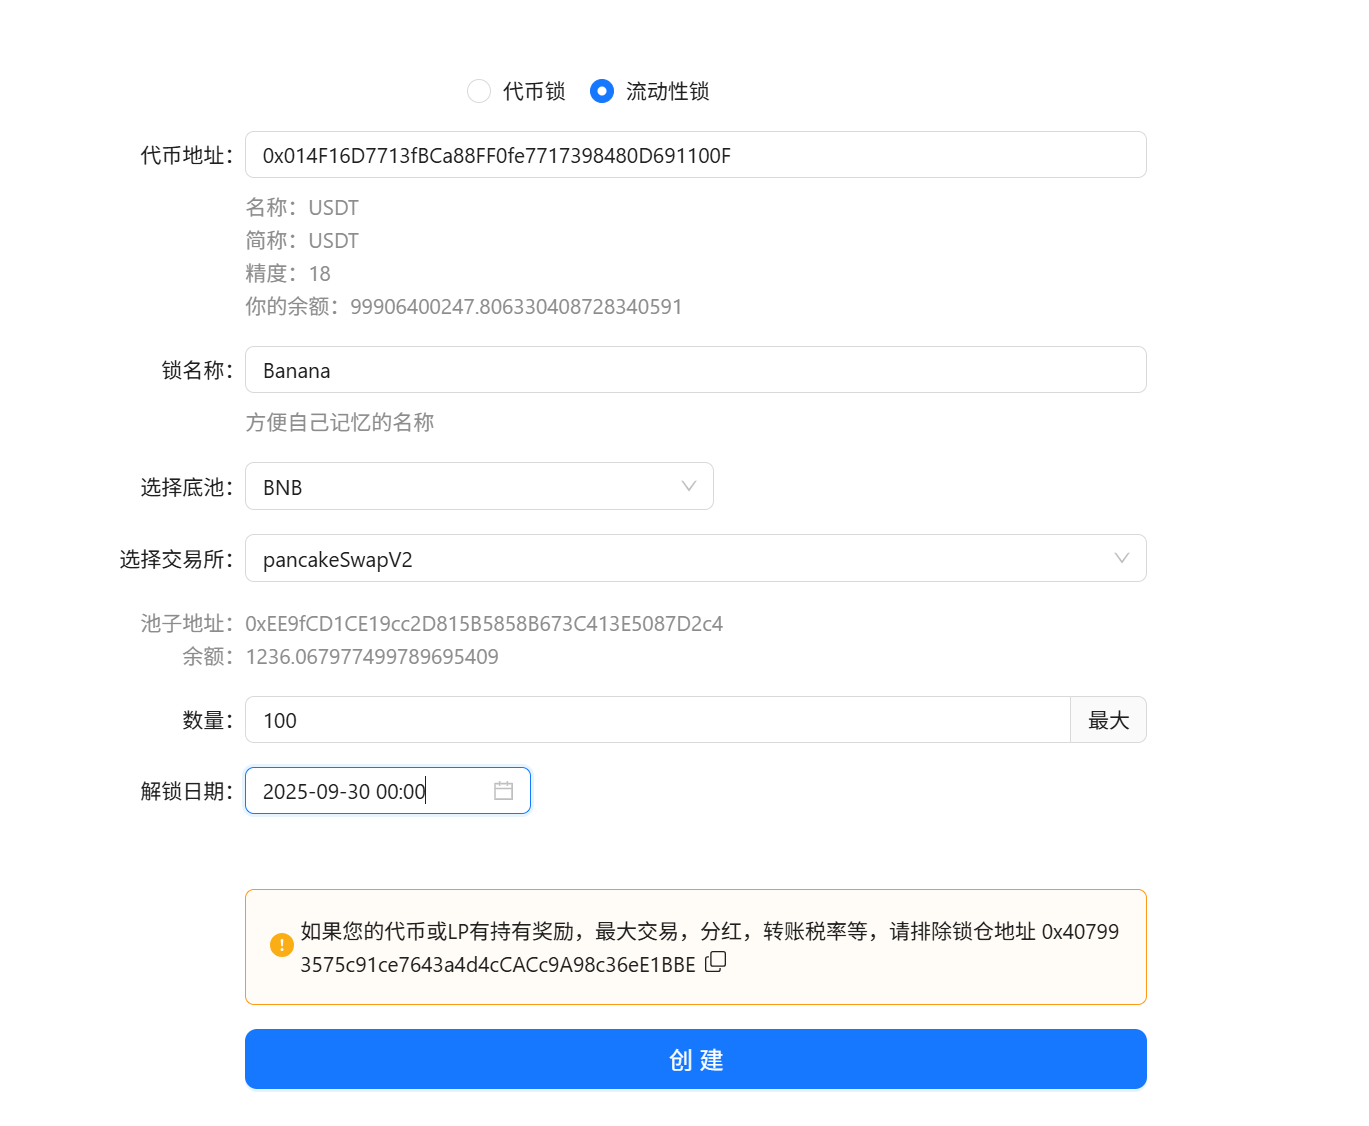 代币锁 流动性锁
代币地址： 0x014F16D7713fBCa88FF0fe7717398480D691100F
名称：USDT
简称：USDT
精度：18
你的余额：99906400247.806330408728340591
锁名称： Banana
方便自己记忆的名称
选择底池： BNB
选择交易所： pancakeSwapV2
池子地址：0xEE9fCD1CE19cc2D815B5858B673C413E5087D2c4
余额：1236.067977499789695409
数量： 100 最大
解锁日期： 2025-09-30 00:00
如果您的代币或LP有持有奖励，最大交易，分红，转账税率等，请排除锁仓地址 0x40799
3575c91ce7643a4d4cCACc9A98c36eE1BBE
创 建